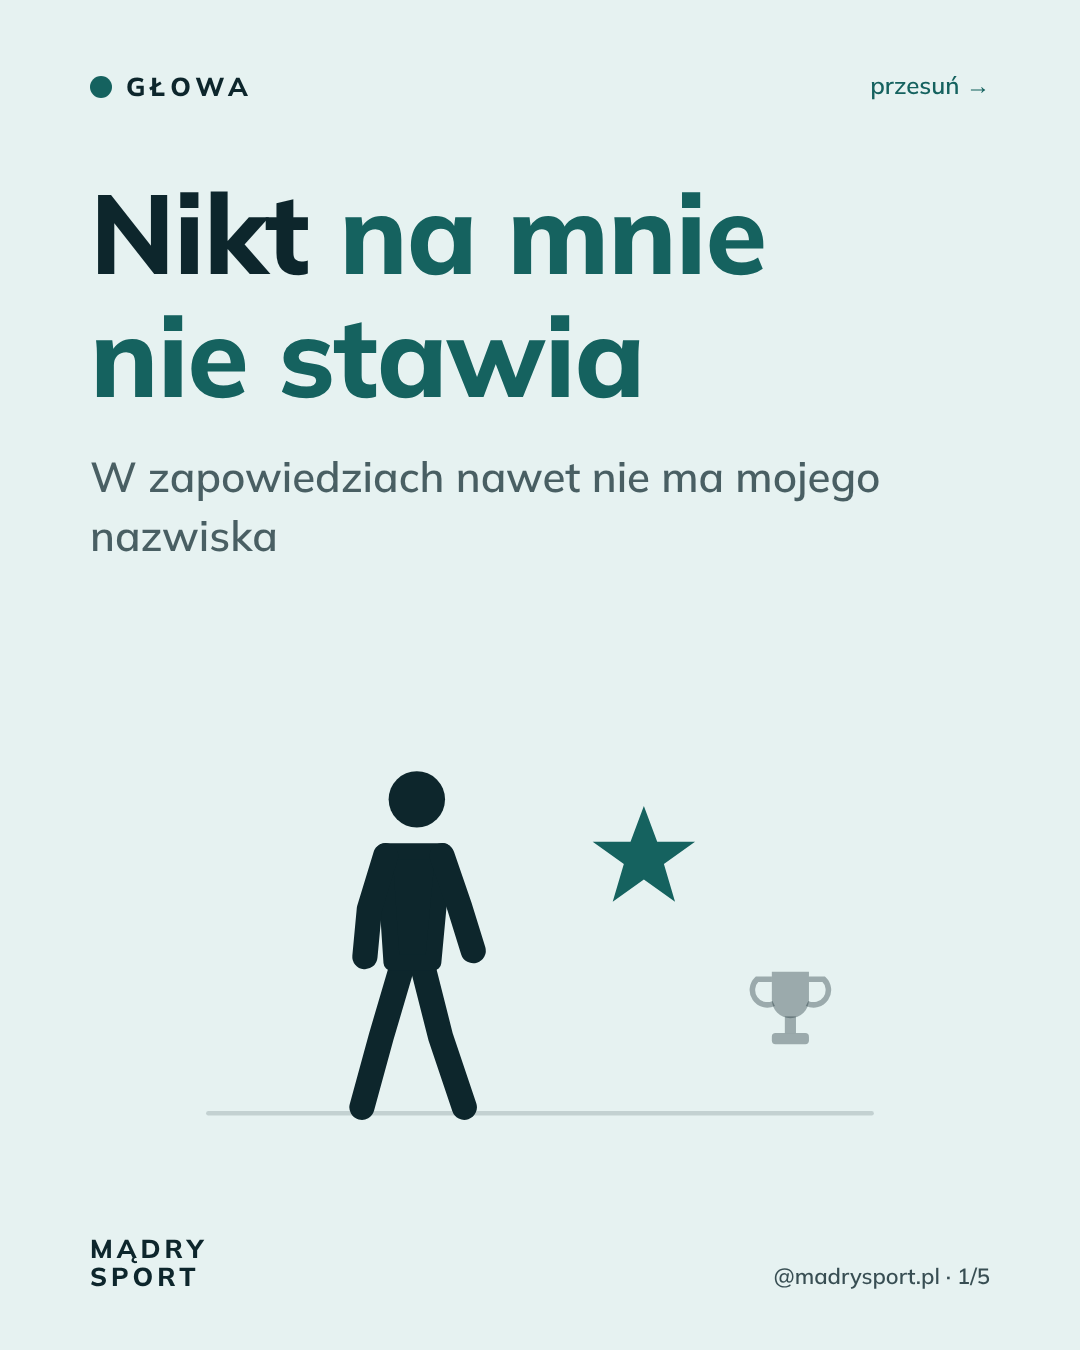 GŁOWA
przesuń →
Nikt na mnie
nie stawia
W zapowiedziach nawet nie ma mojego
nazwiska
MĄDRY
SPORT
@madrysport.pl · 1/5